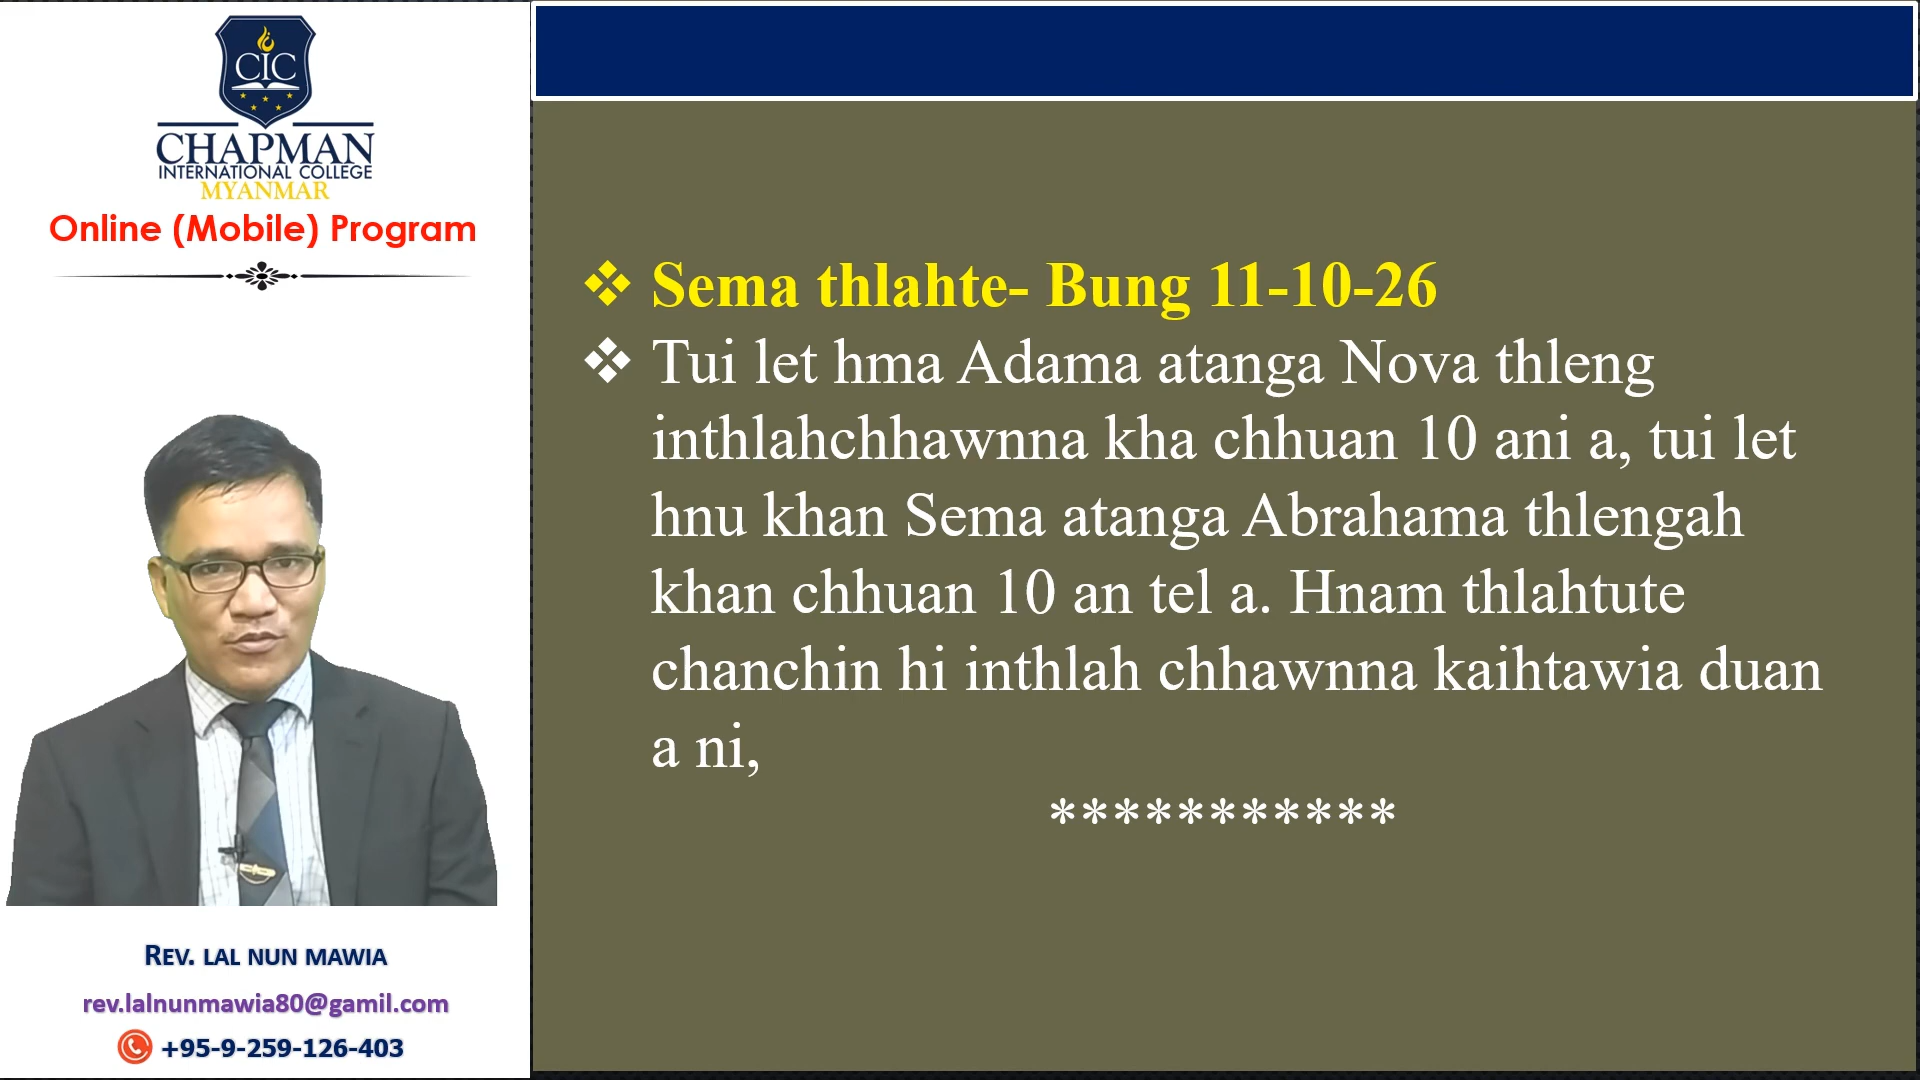 CIC
CHAPMAN
INTERNATIONAL COLLEGE
MYANMAR
Online (Mobile) Program
REV. LAL NUN MAWIA
rev.lalnunmawia80@gamil.com
+95-9-259-126-403
Sema thlahte- Bung 11-10-26
Tui let hma Adama atanga Nova thleng
inthlahchhawnna kha chhuan 10 ani a, tui let
hnu khan Sema atanga Abrahama thlengah
khan chhuan 10 an tel a. Hnam thlahtute
chanchin hi inthlah chhawnna kaihtawia duan
a ni,
***********